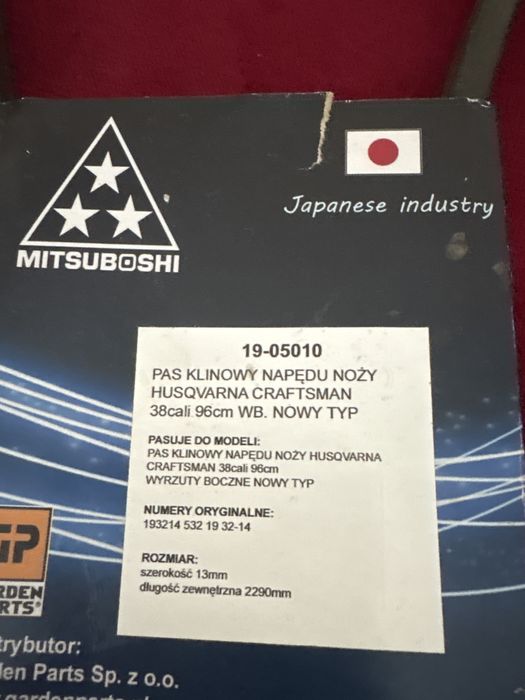 MITSUBOSHI
Japanese industry
19-05010
PAS KLINOWY NAPĘDU NOŻY
HUSQVARNA CRAFTSMAN
38cali 96cm WB. NOWY TYP
PASUJE DO MODELI:
PAS KLINOWY NAPĘDU NOŻY HUSQVARNA
CRAFTSMAN 38cali 96cm
WYRZUTY BOCZNE NOWY TYP
NUMERY ORYGINALNE:
193214 532 19 32-14
ROZMIAR:
szerokość 13mm
długość zewnętrzna 2290mm
GP
RDEN
RTS®
trybutor:
den Parts Sp. z o.o.